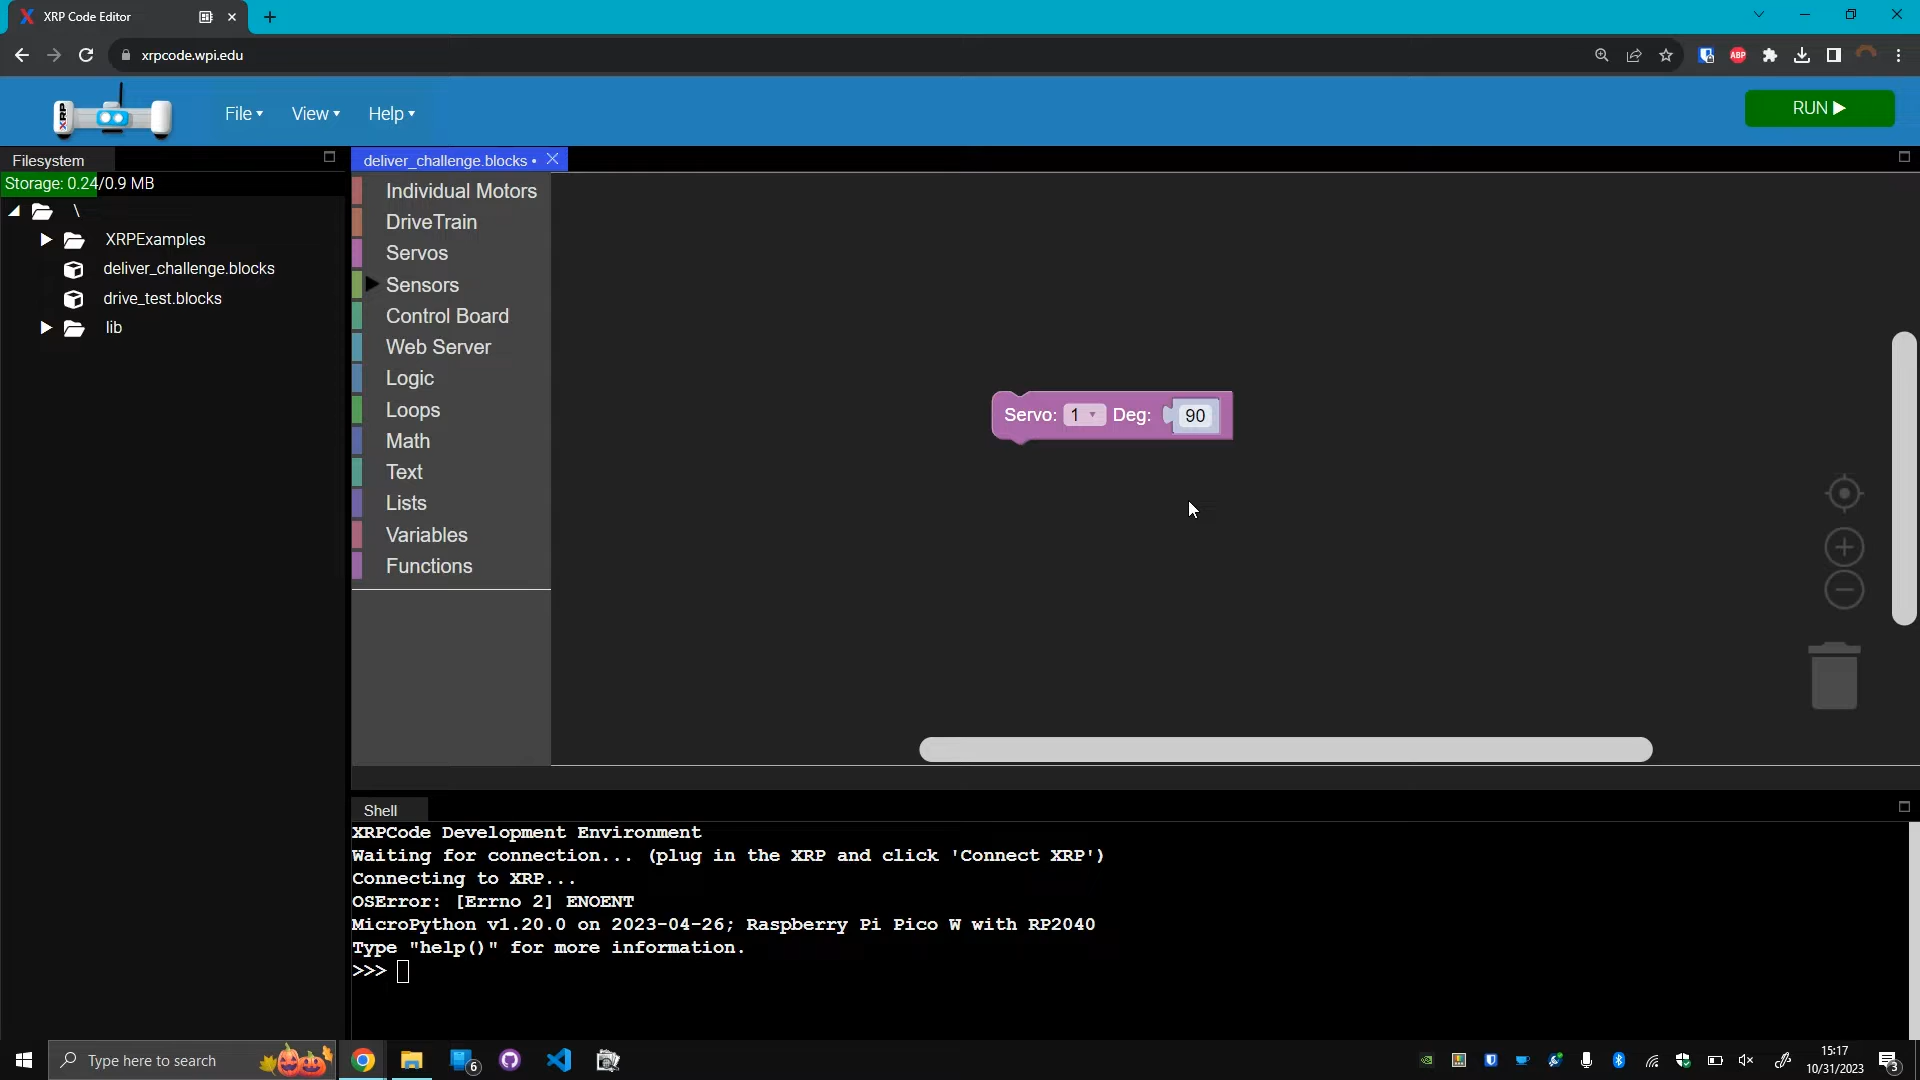 XRP Code Editor
xrpcode.wpi.edu
ABP
XRP
File▾
View▾
Help▾
RUN
Filesystem
Storage: 0.24/0.9 MB
\
XRPExamples
deliver_challenge.blocks
drive_test.blocks
lib
deliver_challenge.blocks •
Individual Motors
DriveTrain
Servos
Sensors
Control Board
Web Server
Logic
Loops
Math
Text
Lists
Variables
Functions
Servo: 1 Deg: 90
Shell
XRPCode Development Environment
Waiting for connection... (plug in the XRP and click 'Connect XRP')
Connecting to XRP...
OSError: [Errno 2] ENOENT
MicroPython v1.20.0 on 2023-04-26; Raspberry Pi Pico W with RP2040
Type "help()" for more information.
>>>
Type here to search
6
15:17
10/31/2023
3